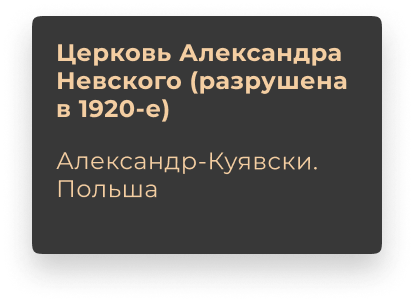 Церковь Александра
Невского (разрушена
в 1920-е)
Александр-Куявски.
Польша